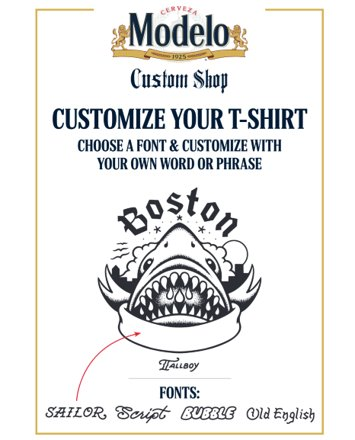 CERVEZA
Modelo
1925
Custom Shop
CUSTOMIZE YOUR T-SHIRT
CHOOSE A FONT & CUSTOMIZE WITH
YOUR OWN WORD OR PHRASE
Boston
TALLBOY
FONTS:
SAILOR Script BUBBLE Old English